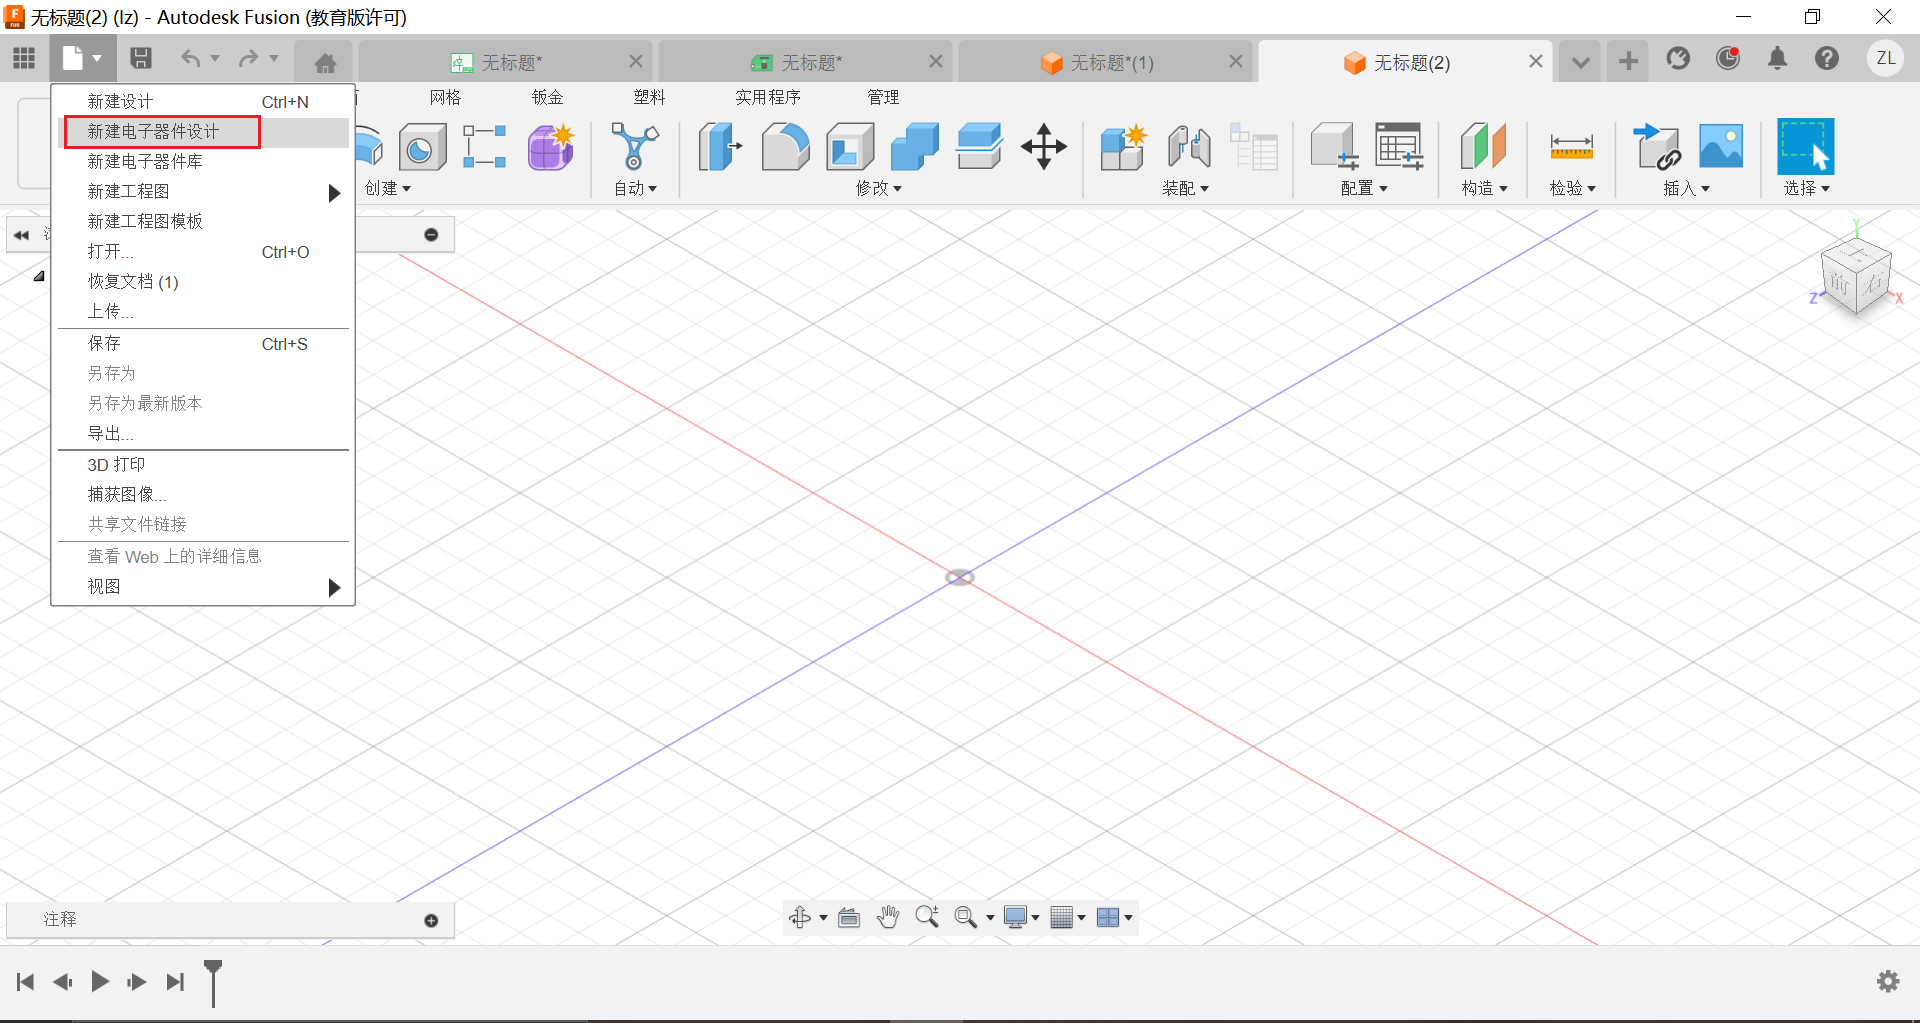 无标题(2) (lz) - Autodesk Fusion (教育版许可)
无标题*
无标题*
无标题*(1)
无标题(2)
ZL
网格
钣金
塑料
实用程序
管理
新建设计 Ctrl+N
新建电子器件设计
新建电子器件库
新建工程图
新建工程图模板
打开... Ctrl+O
恢复文档 (1)
上传...
保存 Ctrl+S
另存为
另存为最新版本
导出...
3D 打印
捕获图像...
共享文件链接
查看 Web 上的详细信息
视图
创建
自动
修改
装配
配置
构造
检验
插入
选择
Y
上
前
右
Z
X
注释